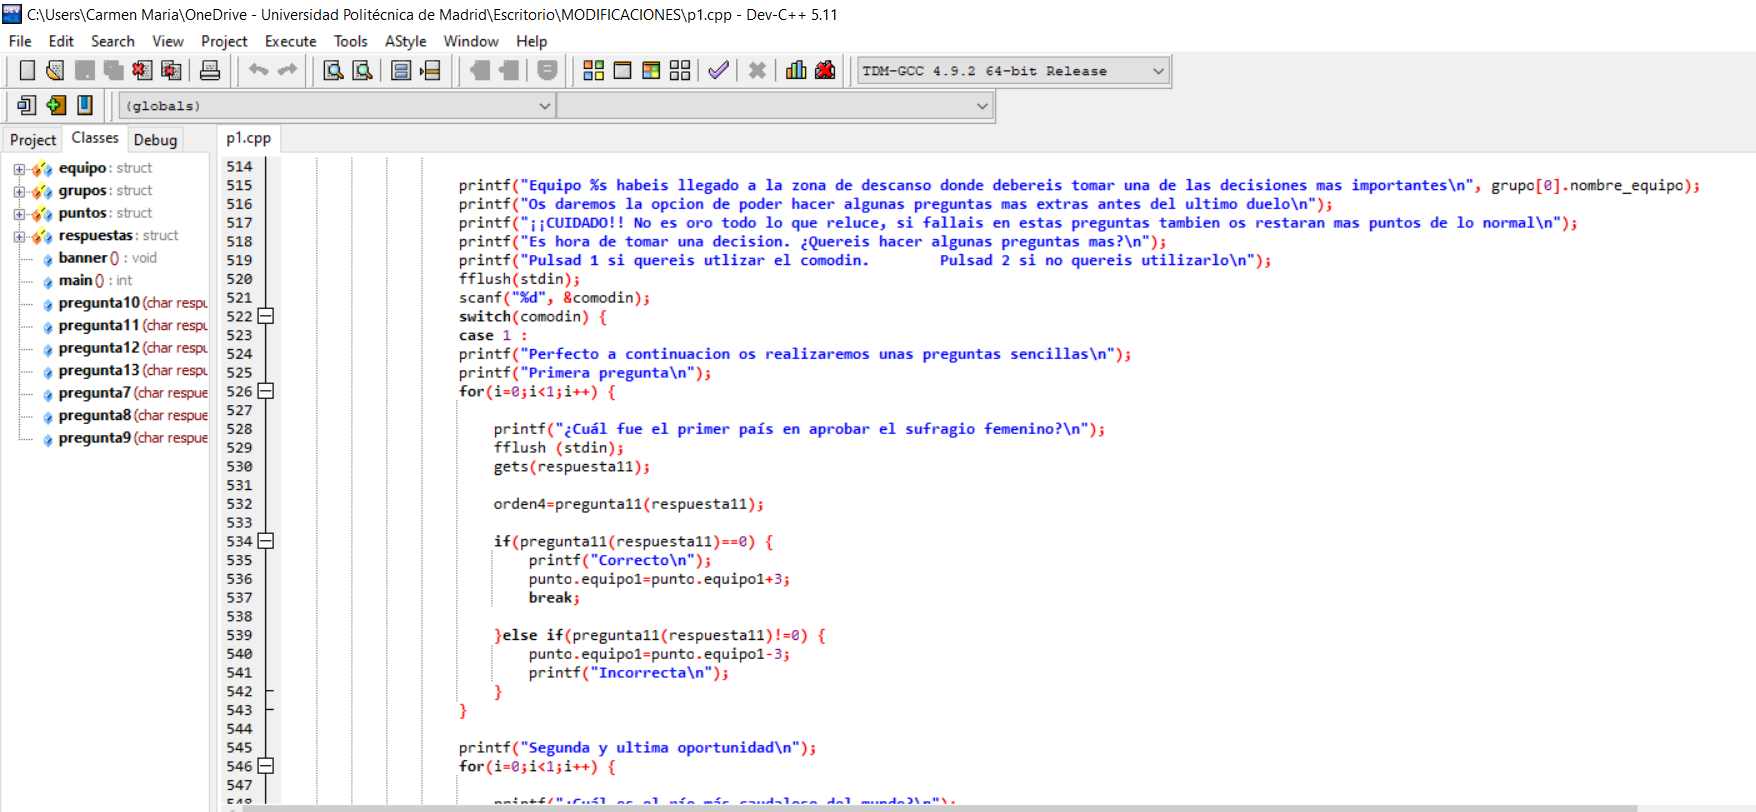 C:\Users\Carmen Maria\OneDrive - Universidad Politécnica de Madrid\Escritorio\MODIFICACIONES\p1.cpp - Dev-C++ 5.11
File Edit Search View Project Execute Tools AStyle Window Help
TDM-GCC 4.9.2 64-bit Release
(globals)
Project Classes Debug
p1.cpp
equipo : struct
grupos : struct
puntos : struct
respuestas : struct
banner () : void
main () : int
pregunta10 (char respu
pregunta11 (char respu
pregunta12 (char respu
pregunta13 (char respu
pregunta7 (char respue
pregunta8 (char respue
pregunta9 (char respue
514
515 printf("Equipo %s habeis llegado a la zona de descanso donde debereis tomar una de las decisiones mas importantes\n", grupo[0].nombre_equipo);
516 printf("Os daremos la opcion de poder hacer algunas preguntas mas extras antes del ultimo duelo\n");
517 printf("¡¡CUIDADO!! No es oro todo lo que reluce, si fallais en estas preguntas tambien os restaran mas puntos de lo normal\n");
518 printf("Es hora de tomar una decision. ¿Quereis hacer algunas preguntas mas?\n");
519 printf("Pulsad 1 si quereis utlizar el comodin.        Pulsad 2 si no quereis utilizarlo\n");
520 fflush(stdin);
521 scanf("%d", &comodin);
522 switch(comodin) {
523 case 1 :
524 printf("Perfecto a continuacion os realizaremos unas preguntas sencillas\n");
525 printf("Primera pregunta\n");
526 for(i=0;i<1;i++) {
527
528 printf("¿Cuál fue el primer país en aprobar el sufragio femenino?\n");
529 fflush (stdin);
530 gets(respuesta11);
531
532 orden4=pregunta11(respuesta11);
533
534 if(pregunta11(respuesta11)==0) {
535 printf("Correcto\n");
536 punto.equipo1=punto.equipo1+3;
537 break;
538
539 }else if(pregunta11(respuesta11)!=0) {
540 punto.equipo1=punto.equipo1-3;
541 printf("Incorrecta\n");
542 }
543 }
544
545 printf("Segunda y ultima oportunidad\n");
546 for(i=0;i<1;i++) {
547
548 printf("¿Cuál es el río más caudaloso del mundo?\n");